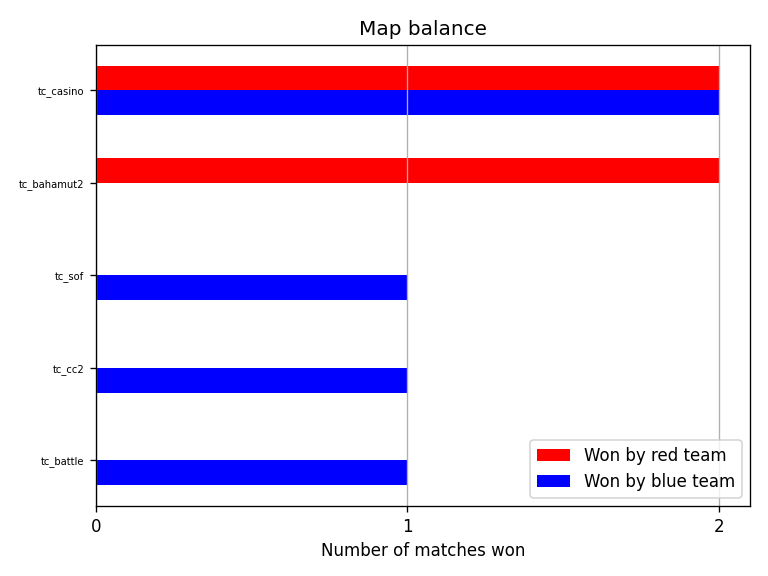 Map balance
tc_casino
tc_bahamut2
tc_sof
tc_cc2
tc_battle
Won by red team
Won by blue team
0 1 2
Number of matches won